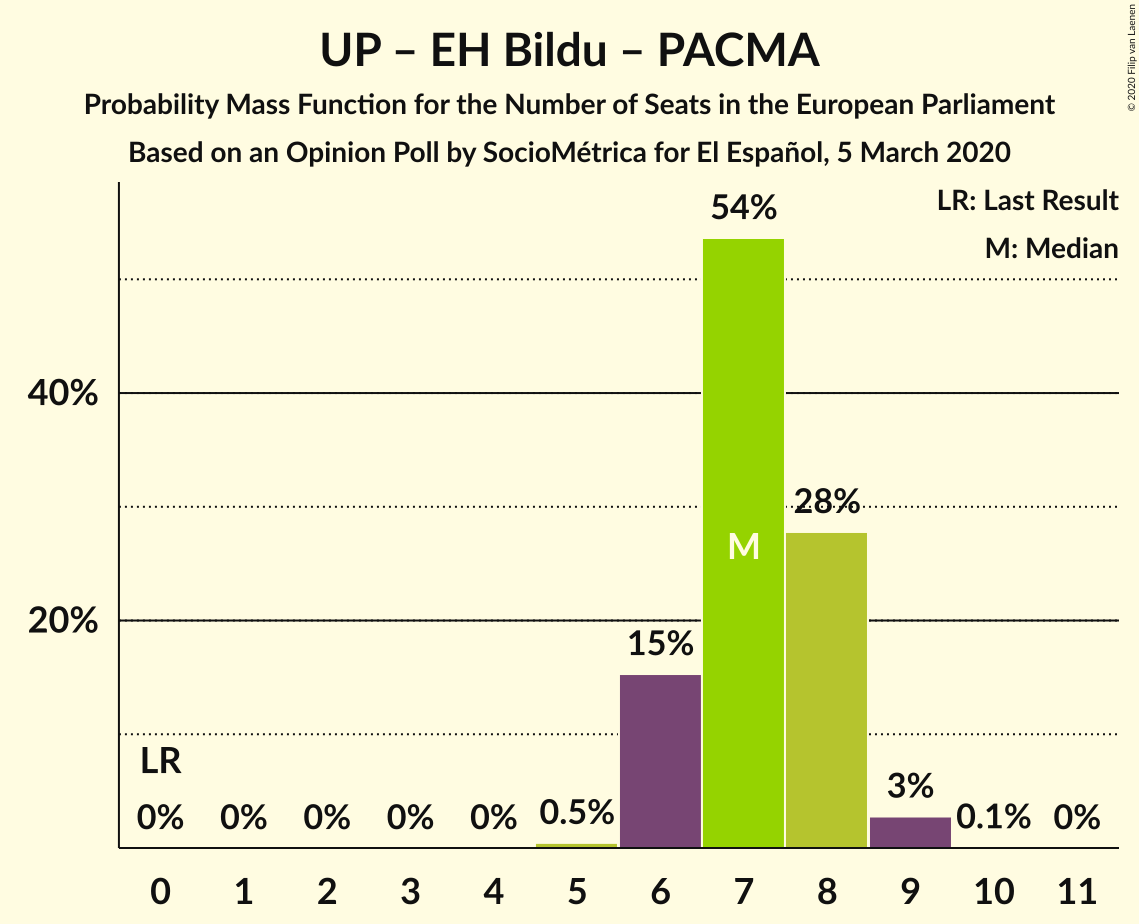 UP – EH Bildu – PACMA
Probability Mass Function for the Number of Seats in the European Parliament
Based on an Opinion Poll by SocioMétrica for El Español, 5 March 2020
© 2020 Filip van Laenen
LR: Last Result
M: Median
54%
40%
28%
M
20%
15%
LR
3%
0% 0% 0% 0% 0% 0.5% 0.1% 0%
0 1 2 3 4 5 6 7 8 9 10 11